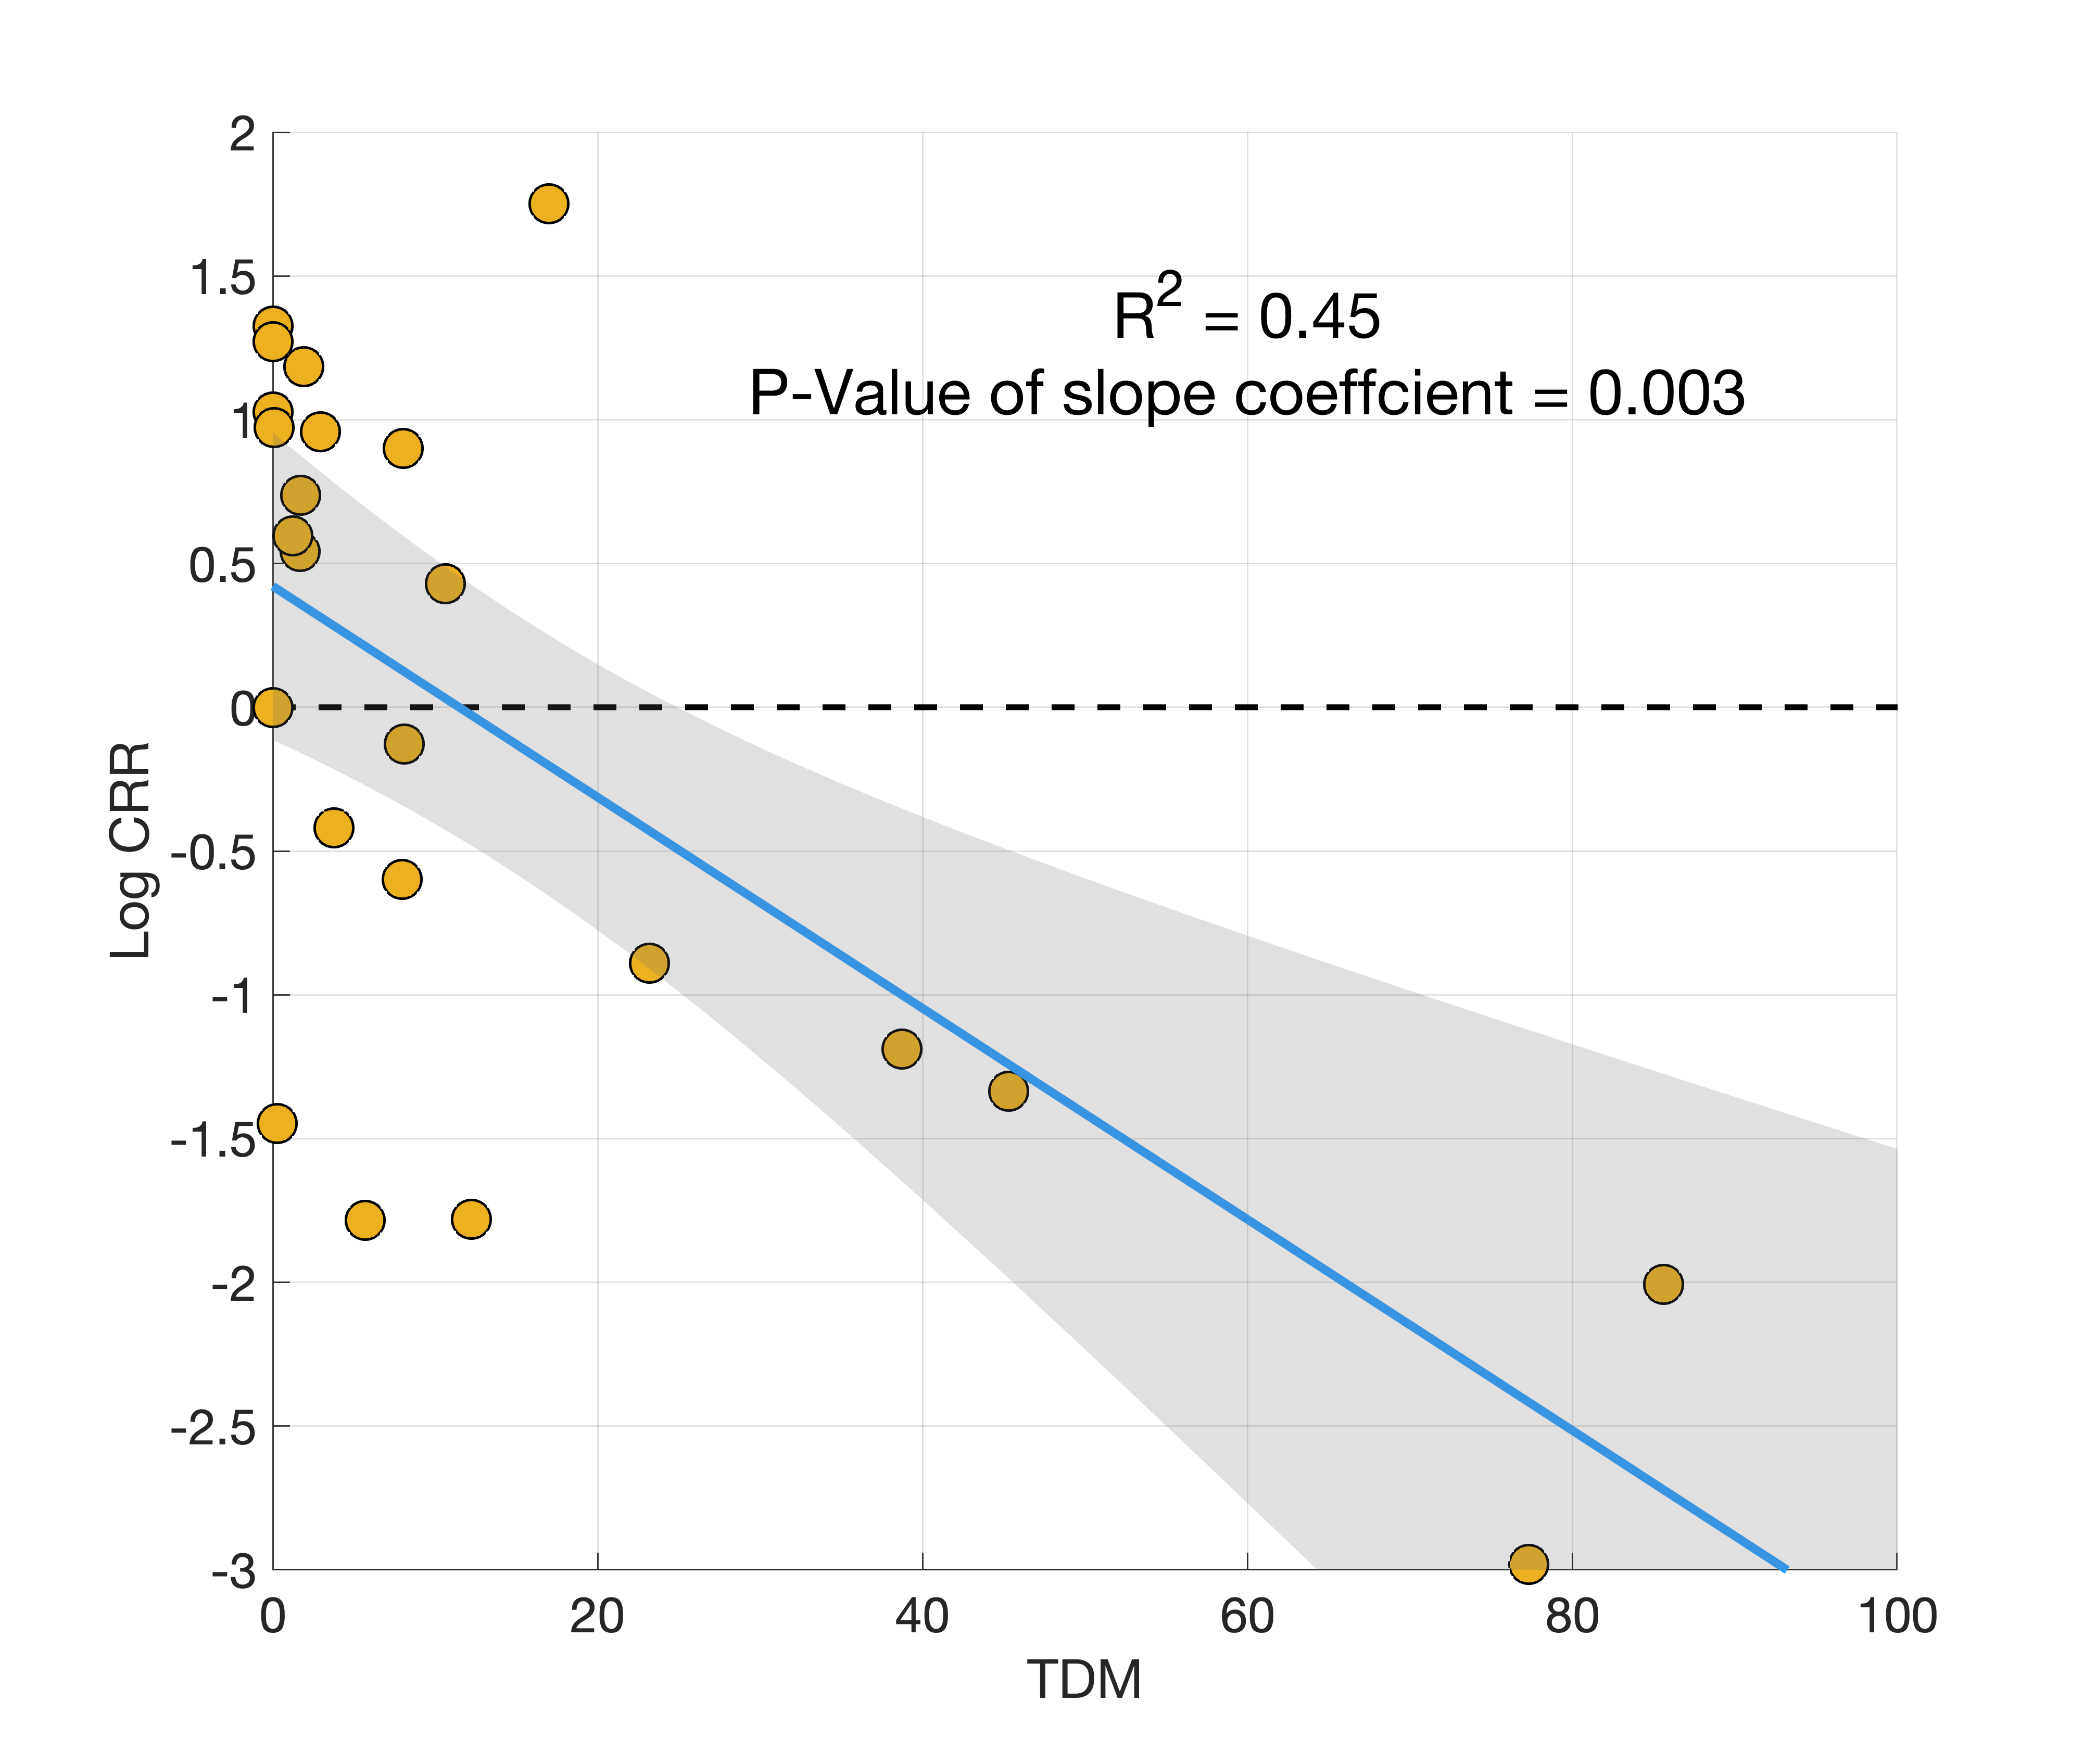 2
1.5
1
0.5
0
-0.5
-1
-1.5
-2
-2.5
-3
Log CRR
R² = 0.45
P-Value of slope coeffcient = 0.003
0 20 40 60 80 100
TDM